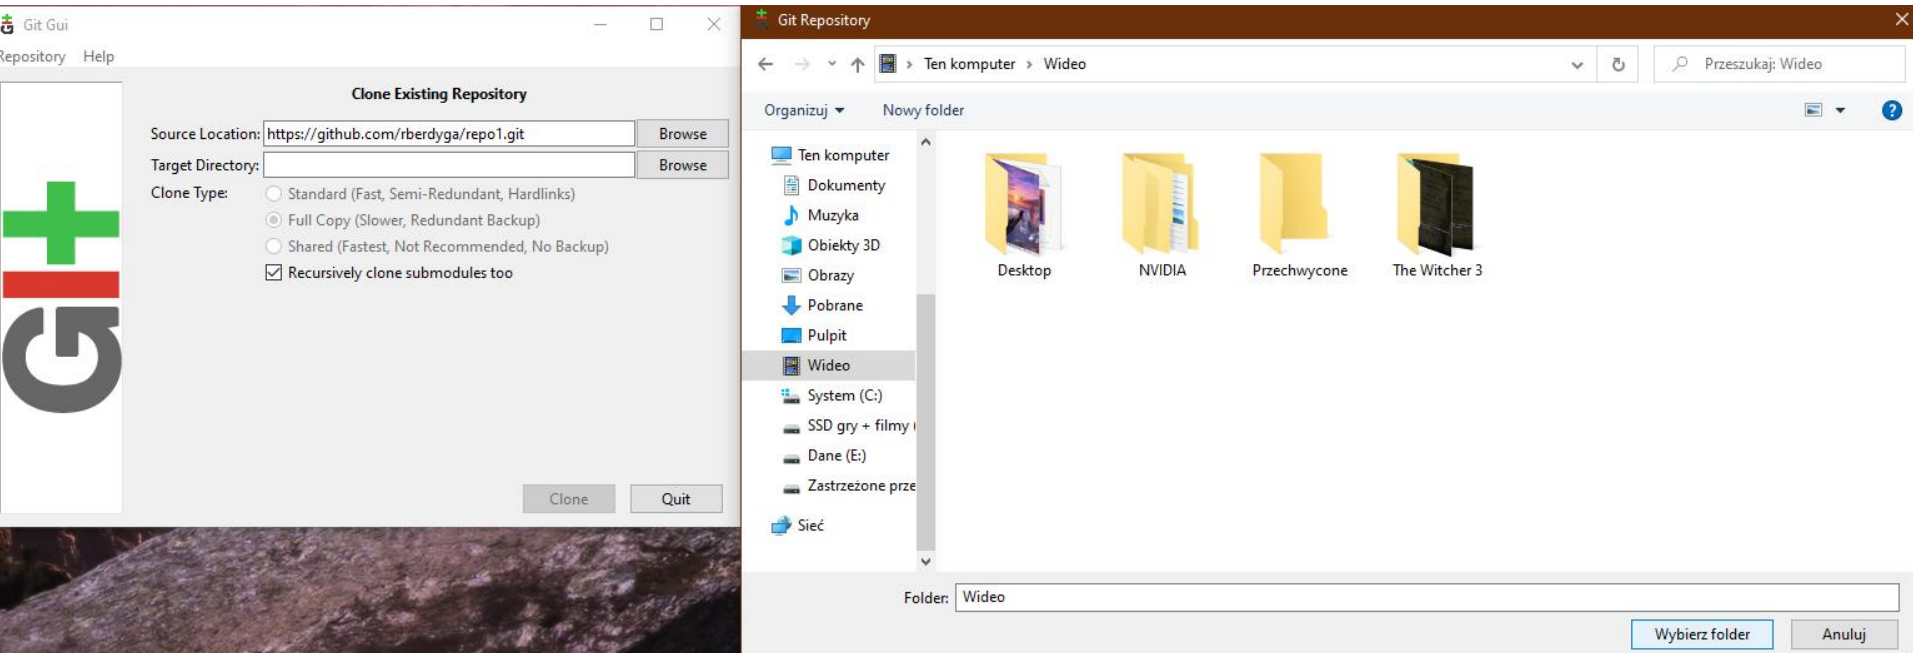 Git Gui
Repository Help
Clone Existing Repository
Source Location: https://github.com/rberdyga/repo1.git Browse
Target Directory: Browse
Clone Type: Standard (Fast, Semi-Redundant, Hardlinks)
Full Copy (Slower, Redundant Backup)
Shared (Fastest, Not Recommended, No Backup)
Recursively clone submodules too
Clone Quit
Git
Git Repository
Ten komputer › Wideo
Przeszukaj: Wideo
Organizuj Nowy folder
Ten komputer
Dokumenty
Muzyka
Obiekty 3D
Obrazy
Pobrane
Pulpit
Wideo
System (C:)
SSD gry + filmy (
Dane (E:)
Zastrzeżone prze
Sieć
Desktop NVIDIA Przechwycone The Witcher 3
Folder: Wideo
Wybierz folder Anuluj